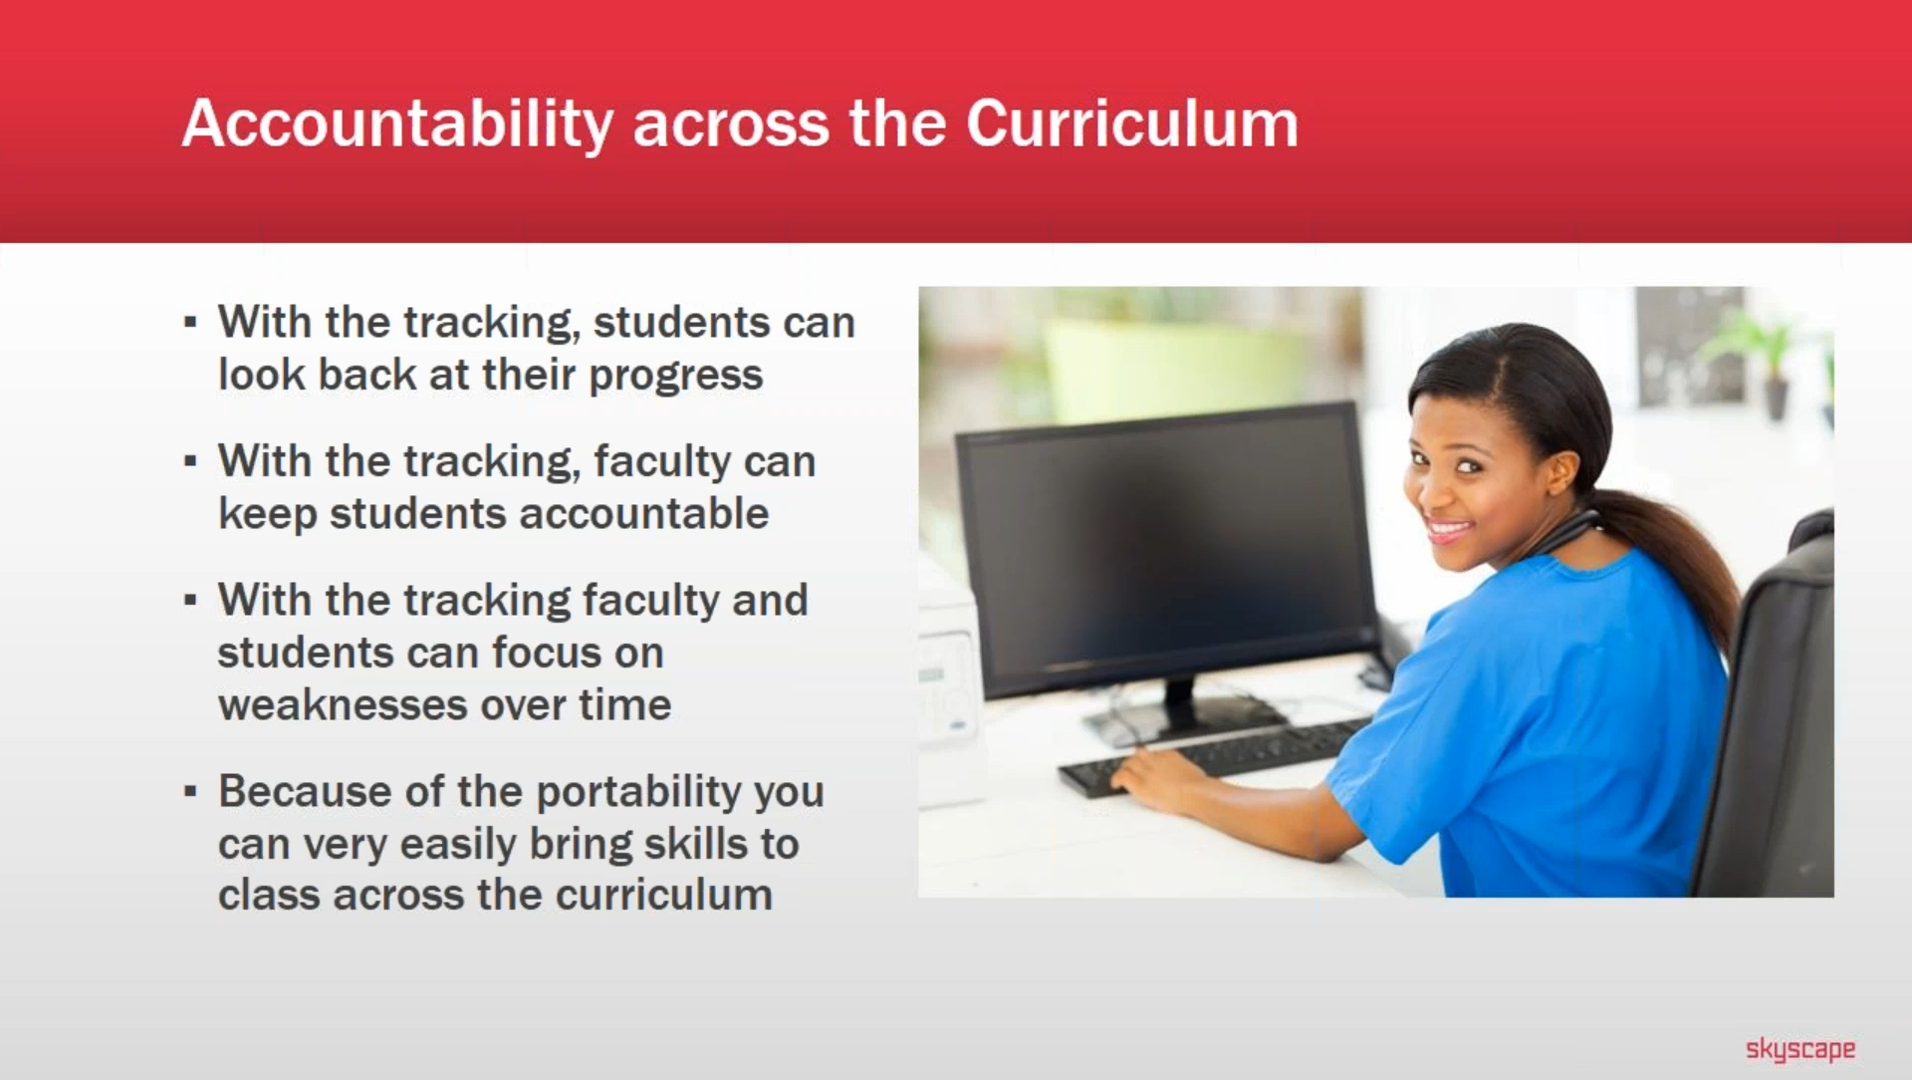 Accountability across the Curriculum
▪ With the tracking, students can
look back at their progress
▪ With the tracking, faculty can
keep students accountable
▪ With the tracking faculty and
students can focus on
weaknesses over time
▪ Because of the portability you
can very easily bring skills to
class across the curriculum
skyscape